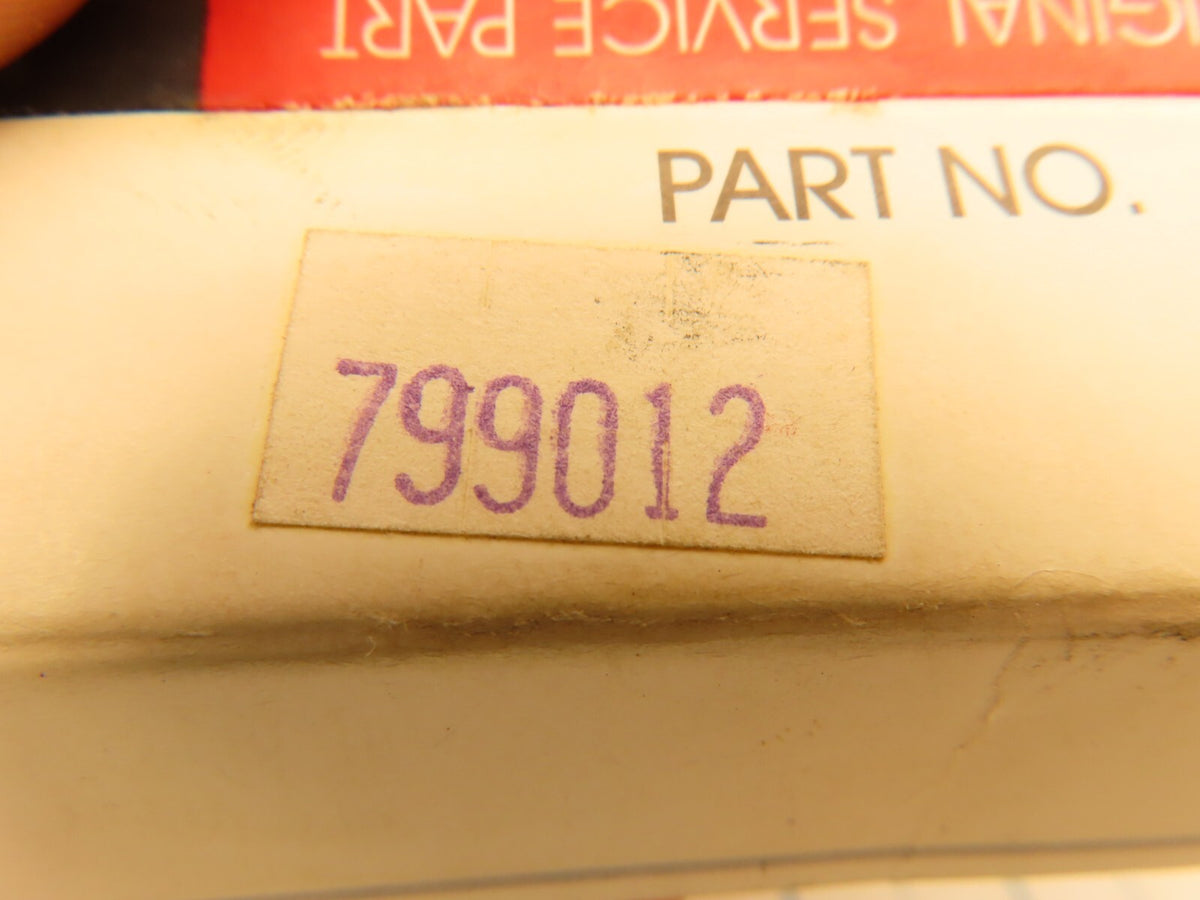 ORIGINAL SERVICE PART
PART NO.
799012